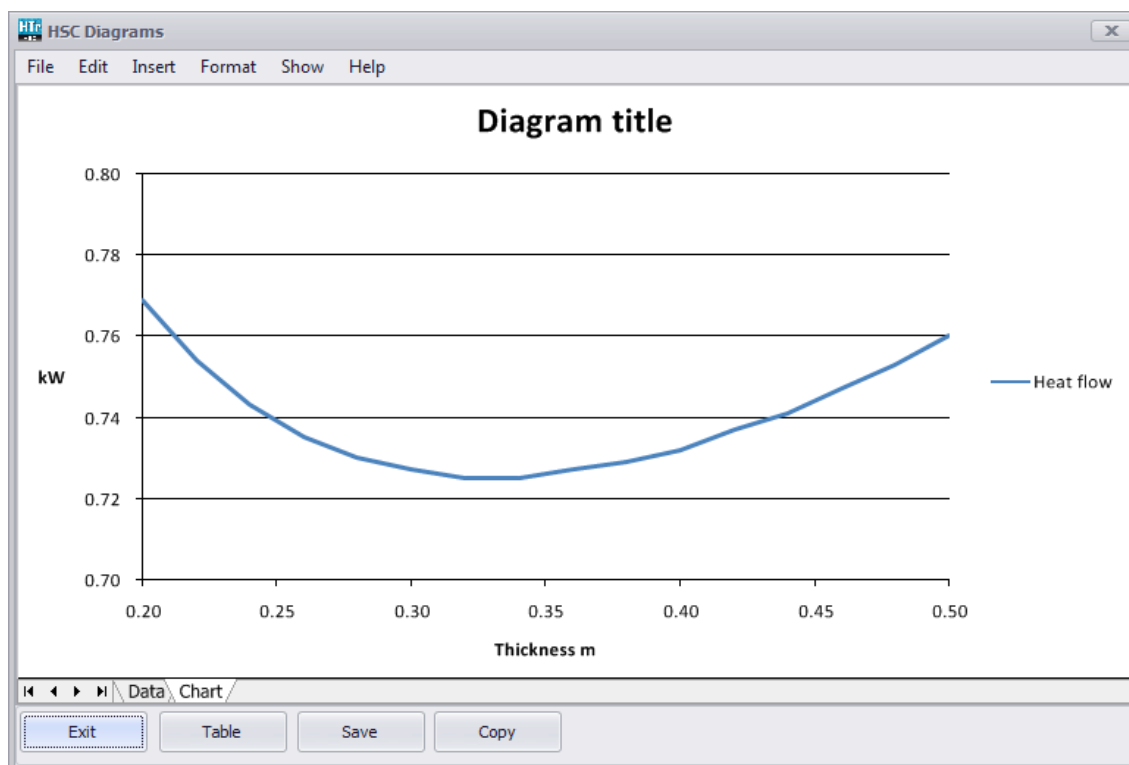 HTr HSC Diagrams
File Edit Insert Format Show Help
Diagram title
0.80
0.78
0.76
kW
Heat flow
0.74
0.72
0.70
0.20 0.25 0.30 0.35 0.40 0.45 0.50
Thickness m
Data Chart
Exit Table Save Copy